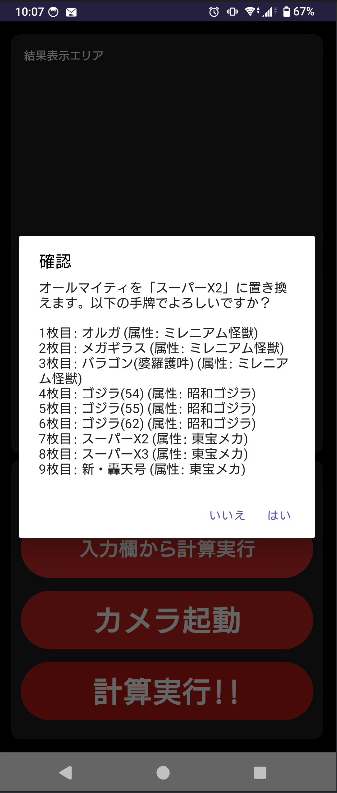 10:07 67%
結果表示エリア
確認
オールマイティを「スーパーX2」に置き換
えます。以下の手牌でよろしいですか？
1枚目: オルガ (属性: ミレニアム怪獣)
2枚目: メガギラス (属性: ミレニアム怪獣)
3枚目: バラゴン(婆羅護吽) (属性: ミレニア
ム怪獣)
4枚目: ゴジラ(54) (属性: 昭和ゴジラ)
5枚目: ゴジラ(55) (属性: 昭和ゴジラ)
6枚目: ゴジラ(62) (属性: 昭和ゴジラ)
7枚目: スーパーX2 (属性: 東宝メカ)
8枚目: スーパーX3 (属性: 東宝メカ)
9枚目: 新・轟天号 (属性: 東宝メカ)
いいえ はい
入力欄から計算実行
カメラ起動
計算実行!!